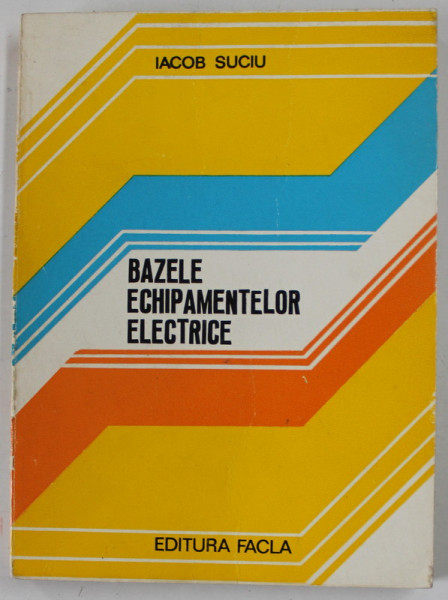 IACOB SUCIU
BAZELE
ECHIPAMENTELOR
ELECTRICE
EDITURA FACLA